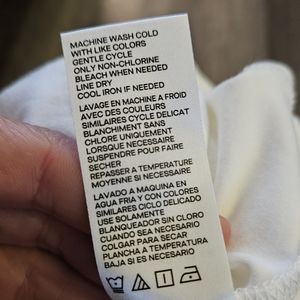 MACHINE WASH COLD
WITH LIKE COLORS
GENTLE CYCLE
ONLY NON-CHLORINE
BLEACH WHEN NEEDED
LINE DRY
COOL IRON IF NEEDED
LAVAGE EN MACHINE A FROID
AVEC DES COULEURS
SIMILAIRES CYCLE DELICAT
BLANCHIMENT SANS
CHLORE UNIQUEMENT
LORSQUE NECESSAIRE
SUSPENDRE POUR FAIRE
SECHER
REPASSER A TEMPERATURE
MOYENNE SI NECESSAIRE
LAVADO A MAQUINA EN
AGUA FRIA Y CON COLORES
SIMILARES CICLO DELICADO
USE SOLAMENTE
BLANQUEADOR SIN CLORO
CUANDO SEA NECESARIO
COLGAR PARA SECAR
PLANCHA A TEMPERATURA
BAJA SI ES NECESARIO